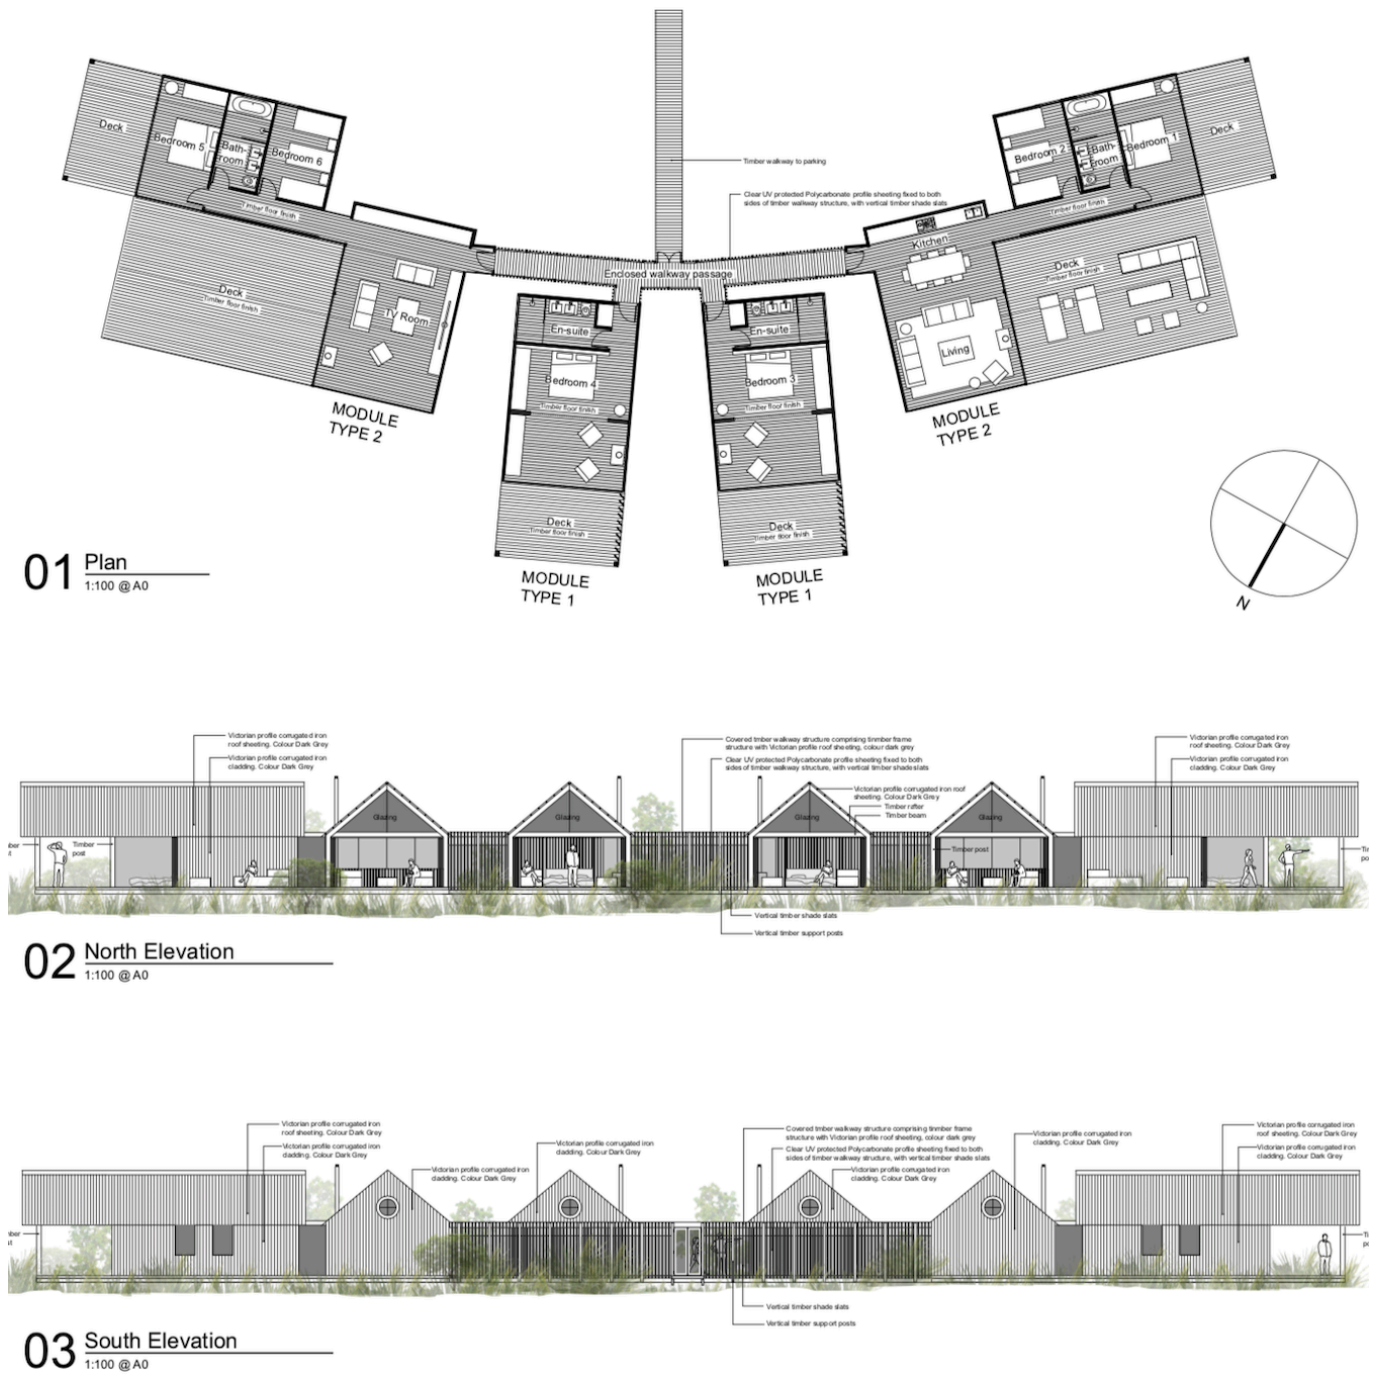 Deck
Bedroom 5
Bath-
room
Bedroom 6
Timber floor finish
Deck
Timber floor finish
TV Room
MODULE
TYPE 2
Timber walkway to parking
Clear UV protected Polycarbonate profile sheeting fixed to both
sides of timber walkway structure, with vertical timber shade slats
Enclosed walkway passage
En-suite
Bedroom 4
Timber floor finish
Deck
Timber floor finish
MODULE
TYPE 1
En-suite
Bedroom 3
Timber floor finish
Deck
Timber floor finish
MODULE
TYPE 1
Bedroom 2
Bath-
room
Bedroom 1
Deck
Timber floor finish
Kitchen
Living
Deck
Timber floor finish
MODULE
TYPE 2
N
01 Plan
1:100 @ A0
Victorian profile corrugated iron
roof sheeting. Colour Dark Grey
Victorian profile corrugated iron
cladding. Colour Dark Grey
Timber
post
Glazing
Glazing
Covered timber walkway structure comprising tinmber frame
structure with Victorian profile roof sheeting, colour dark grey
Clear UV protected Polycarbonate profile sheeting fixed to both
sides of timber walkway structure, with vertical timber shade slats
Victorian profile corrugated iron roof
sheeting. Colour Dark Grey
Timber rafter
Timber beam
Glazing
Glazing
Timber post
Victorian profile corrugated iron
roof sheeting. Colour Dark Grey
Victorian profile corrugated iron
cladding. Colour Dark Grey
Vertical timber shade slats
Vertical timber support posts
02 North Elevation
1:100 @ A0
Victorian profile corrugated iron
roof sheeting. Colour Dark Grey
Victorian profile corrugated iron
cladding. Colour Dark Grey
Victorian profile corrugated iron
cladding. Colour Dark Grey
Victorian profile corrugated iron
cladding. Colour Dark Grey
Covered timber walkway structure comprising timber frame
structure with Victorian profile roof sheeting, colour dark grey
Clear UV protected Polycarbonate profile sheeting fixed to both
sides of timber walkway structure, with vertical timber shade slats
Victorian profile corrugated iron
cladding. Colour Dark Grey
Victorian profile corrugated iron
cladding. Colour Dark Grey
Victorian profile corrugated iron
roof sheeting. Colour Dark Grey
Victorian profile corrugated iron
cladding. Colour Dark Grey
Vertical timber shade slats
Vertical timber support posts
03 South Elevation
1:100 @ A0